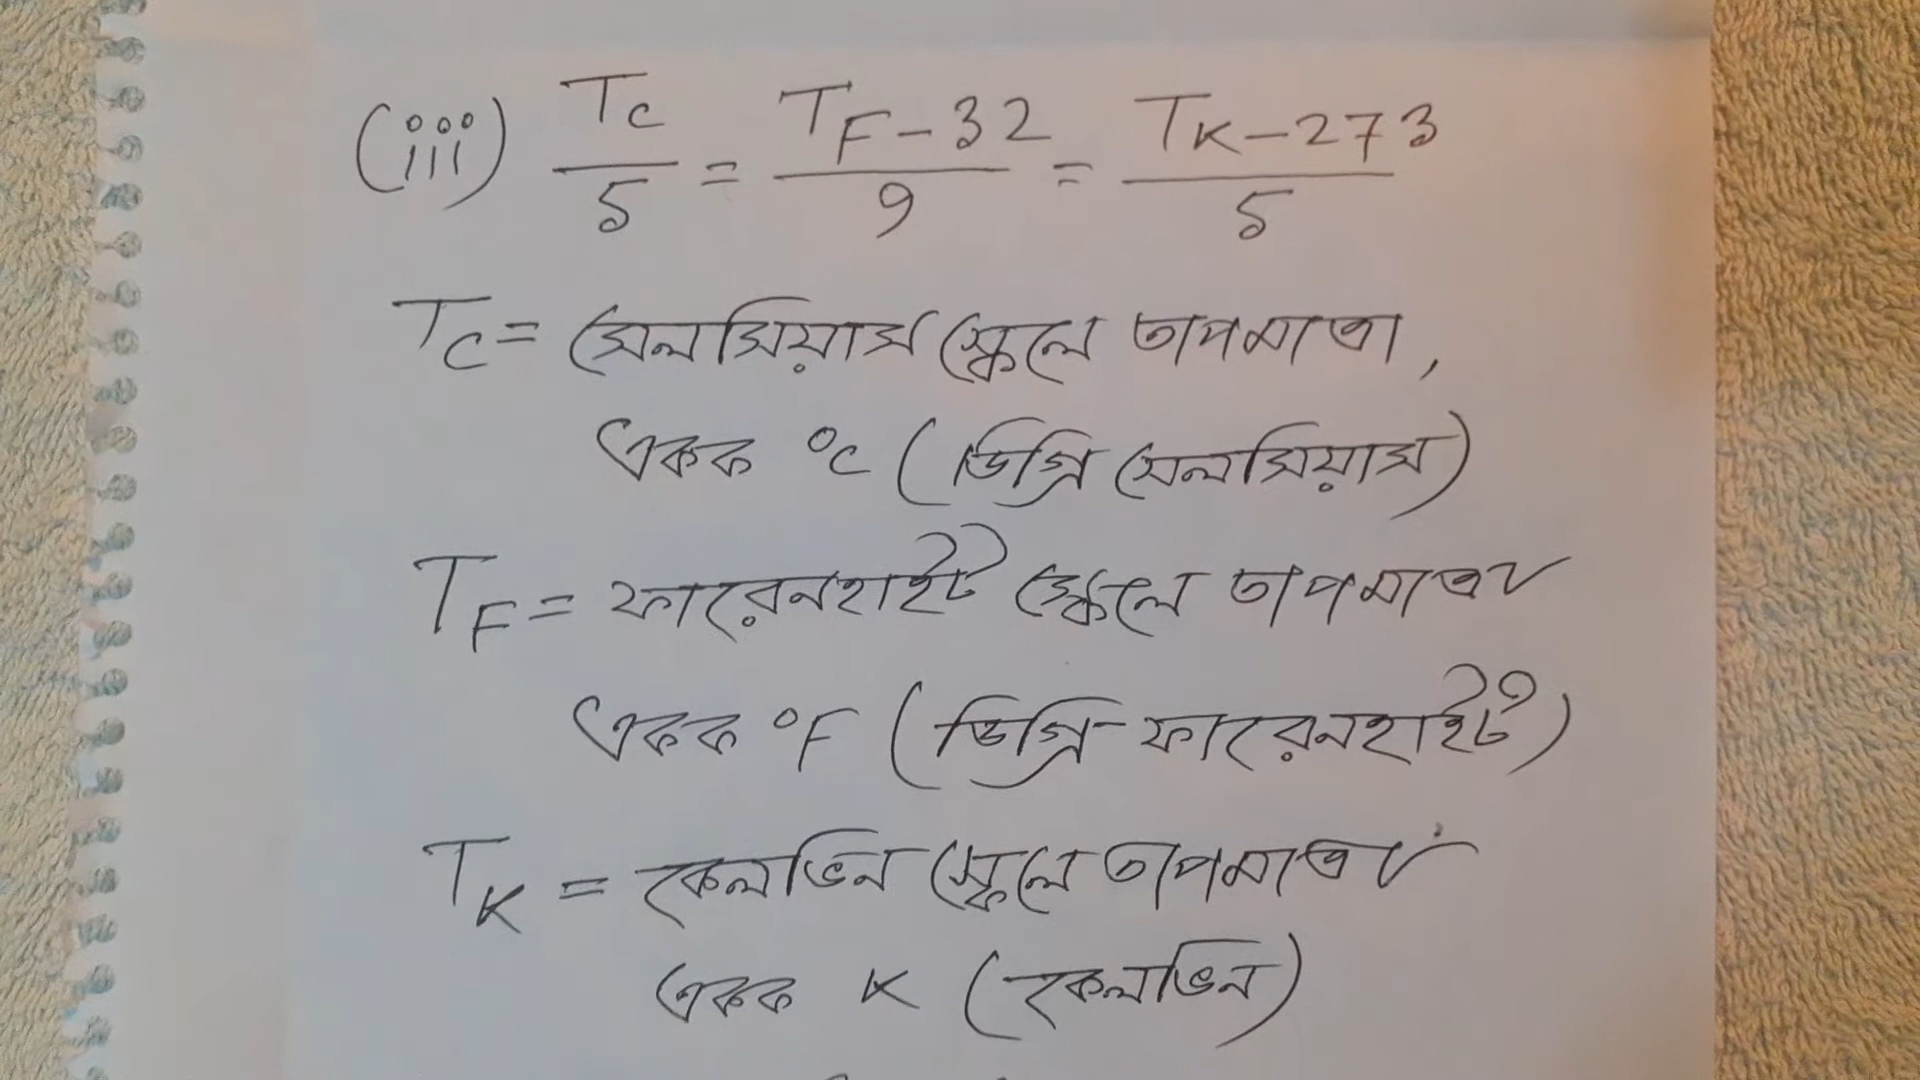 (iii) Tc/5 = TF-32/9 = TK-273/5
Tc = সেলসিয়াস স্কেলে তাপমাত্রা,
একক °c (ডিগ্রি সেলসিয়াস)
TF = ফারেনহাইট স্কেলে তাপমাত্রা
একক °F (ডিগ্রি ফারেনহাইট)
TK = কেলভিন স্কেলে তাপমাত্রা
একক K (কেলভিন)